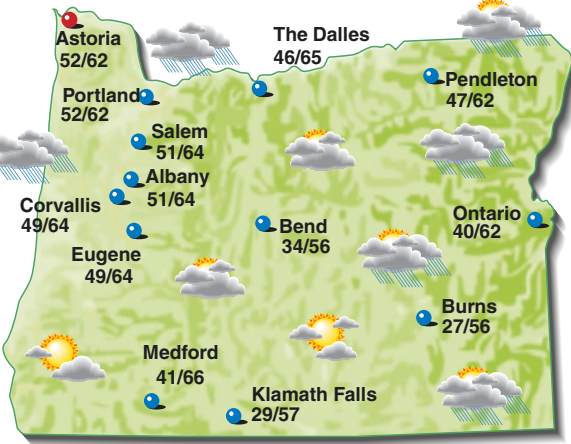 Astoria
52/62
The Dalles
46/65
Pendleton
47/62
Portland
52/62
Salem
51/64
Albany
51/64
Corvallis
49/64
Eugene
49/64
Bend
34/56
Ontario
40/62
Burns
27/56
Medford
41/66
Klamath Falls
29/57